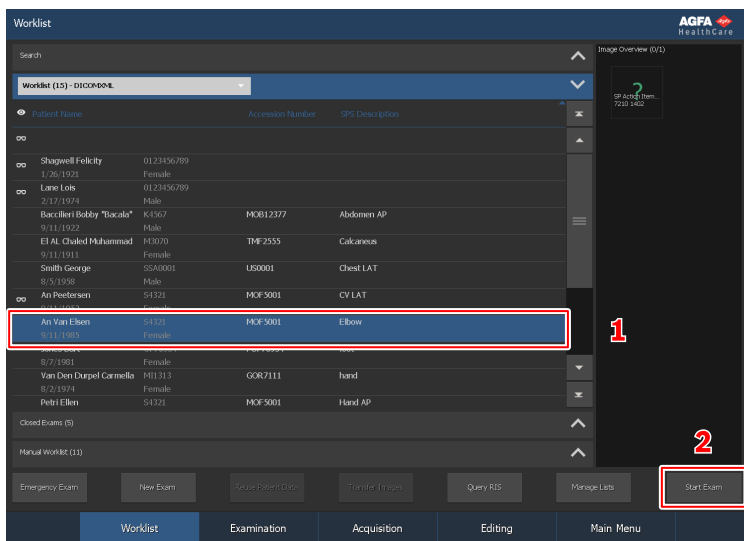 Worklist
AGFA
HealthCare
Search
Image Overview (0/1)
Worklist (15) - DICOMXML
?
SP Action Item...
7210 1402
Patient Name Accession Number SPS Description
Shagwell Felicity 0123456789
1/26/1921 Female
Lane Lois 0123456789
2/17/1974 Male
Baccilieri Bobby "Bacala" K4567 MOB12377 Abdomen AP
9/11/1922 Male
El AL Chaled Muhammad M3070 TMF2555 Calcaneus
9/11/1911 Female
Smith George SSA0001 US0001 Chest LAT
8/5/1958 Male
An Peetersen S4321 MOF5001 CV LAT
An Van Elsen S4321 MOF5001 Elbow
9/11/1985 Female
1
8/7/1981 Female
Van Den Durpel Carmella MI1313 GOR7111 hand
8/2/1974 Female
Petri Ellen S4321 MOF5001 Hand AP
Closed Exams (5)
Manual Worklist (11)
2
Emergency Exam New Exam Reuse Patient Data Transfer Images Query RIS Manage Lists Start Exam
Worklist Examination Acquisition Editing Main Menu